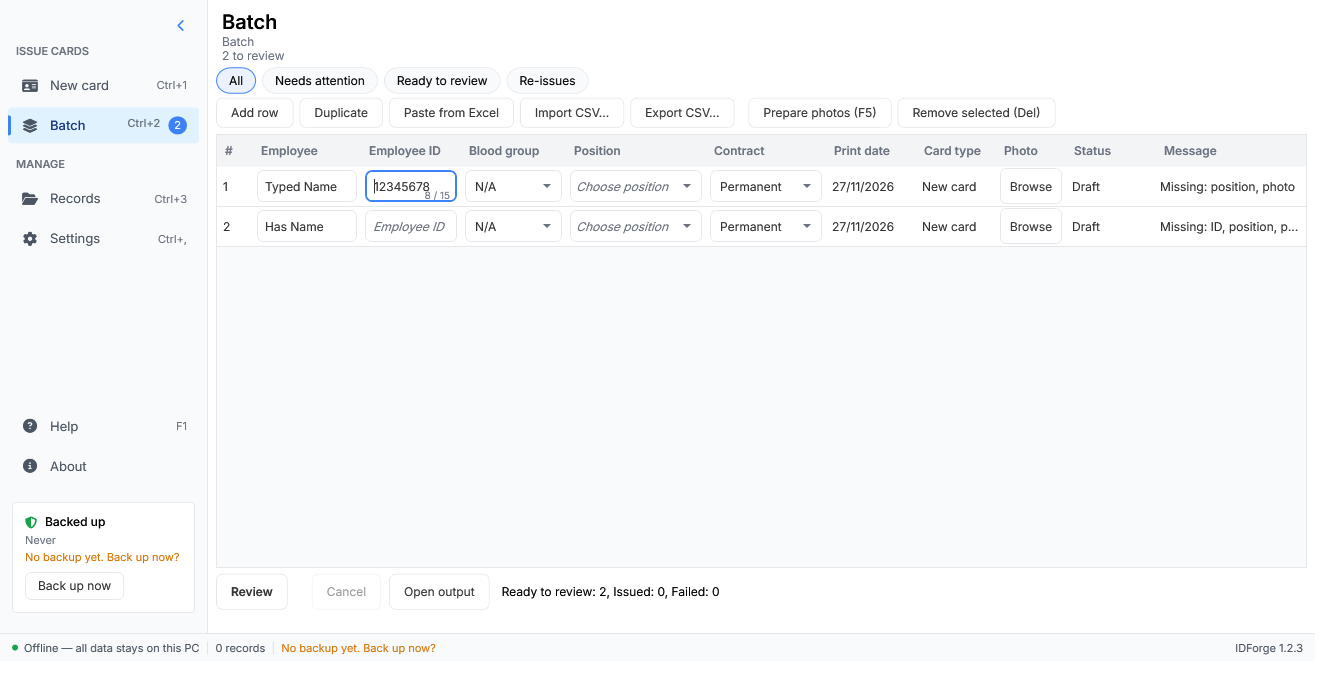 ISSUE CARDS
New card Ctrl+1
Batch Ctrl+2 2
MANAGE
Records Ctrl+3
Settings Ctrl+,
Help F1
About
Backed up
Never
No backup yet. Back up now?
Back up now
Batch
Batch
2 to review
All Needs attention Ready to review Re-issues
Add row Duplicate Paste from Excel Import CSV... Export CSV... Prepare photos (F5) Remove selected (Del)
# Employee Employee ID Blood group Position Contract Print date Card type Photo Status Message
1 Typed Name 12345678 8 / 15 N/A Choose position Permanent 27/11/2026 New card Browse Draft Missing: position, photo
2 Has Name Employee ID N/A Choose position Permanent 27/11/2026 New card Browse Draft Missing: ID, position, p...
Review Cancel Open output Ready to review: 2, Issued: 0, Failed: 0
Offline — all data stays on this PC 0 records No backup yet. Back up now? IDForge 1.2.3